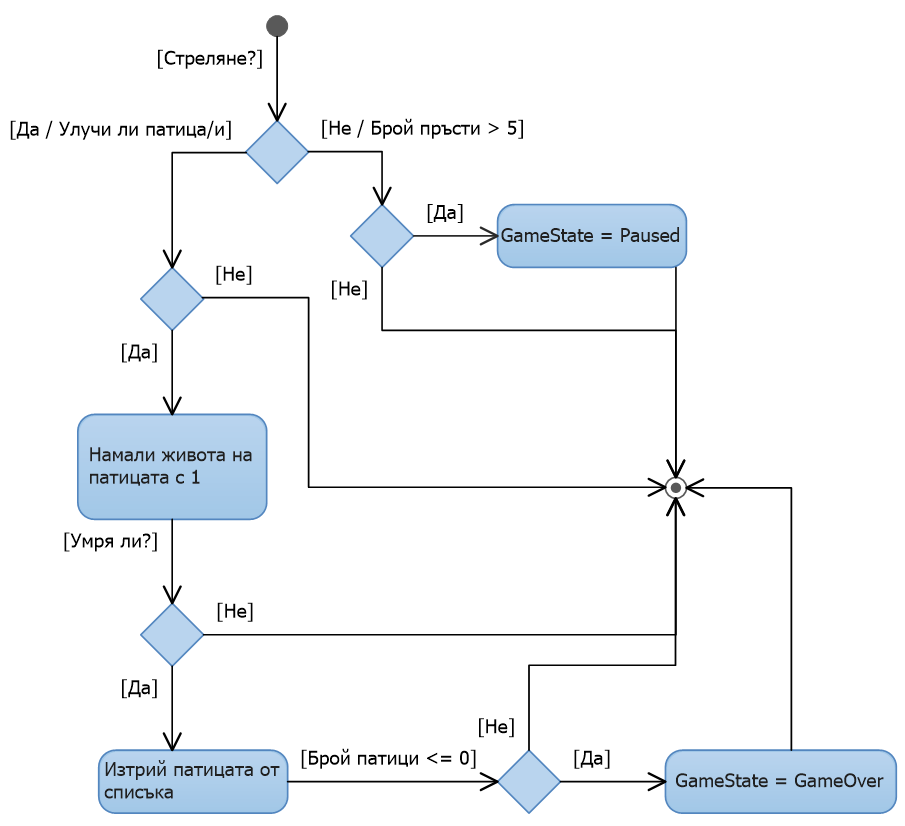 [Стреляне?]
[Да / Улучи ли патица/и]
[Не / Брой пръсти > 5]
[Да]
GameState = Paused
[Не]
[Не]
[Да]
Намали живота на
патицата с 1
[Умря ли?]
[Не]
[Да]
[Не]
[Брой патици <= 0]
[Да]
Изтрий патицата от
списъка
GameState = GameOver